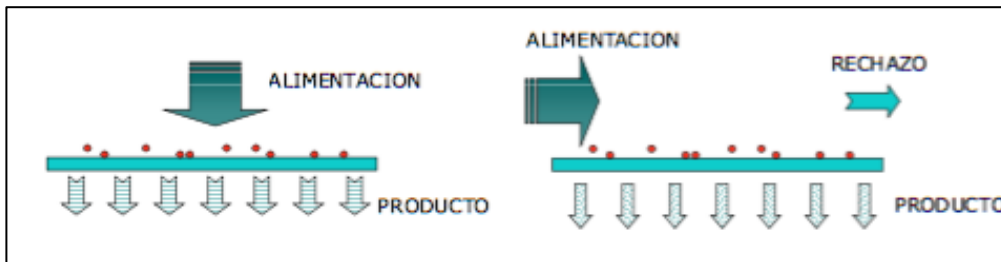 ALIMENTACION
PRODUCTO
ALIMENTACION
RECHAZO
PRODUCTO